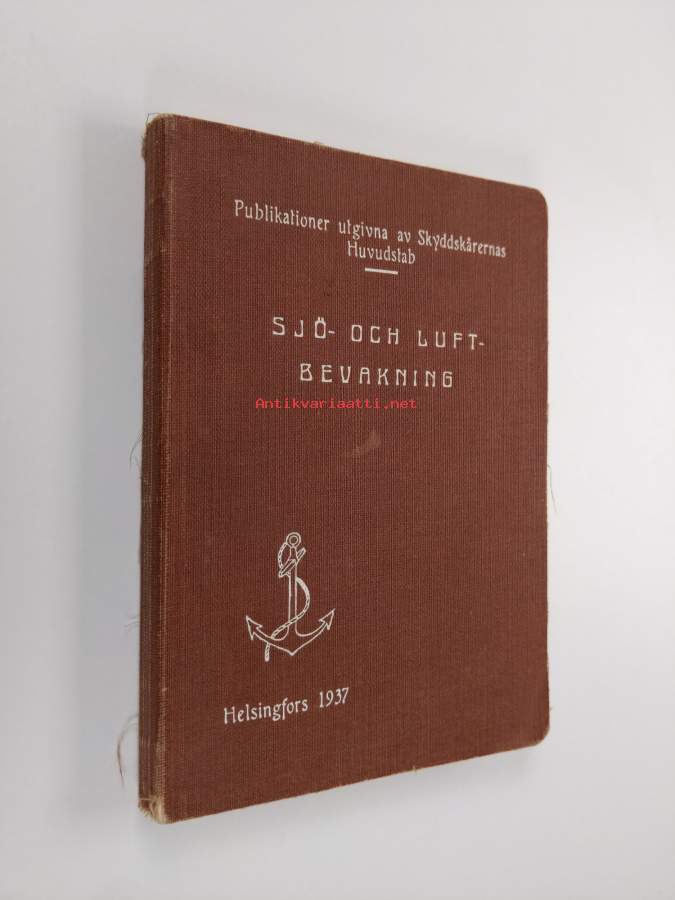 Publikationer utgivna av Skyddskårernas
Huvudstab
SJÖ- OCH LUFT-
BEVAKNING
Antikvariaatti.net
Helsingfors 1937